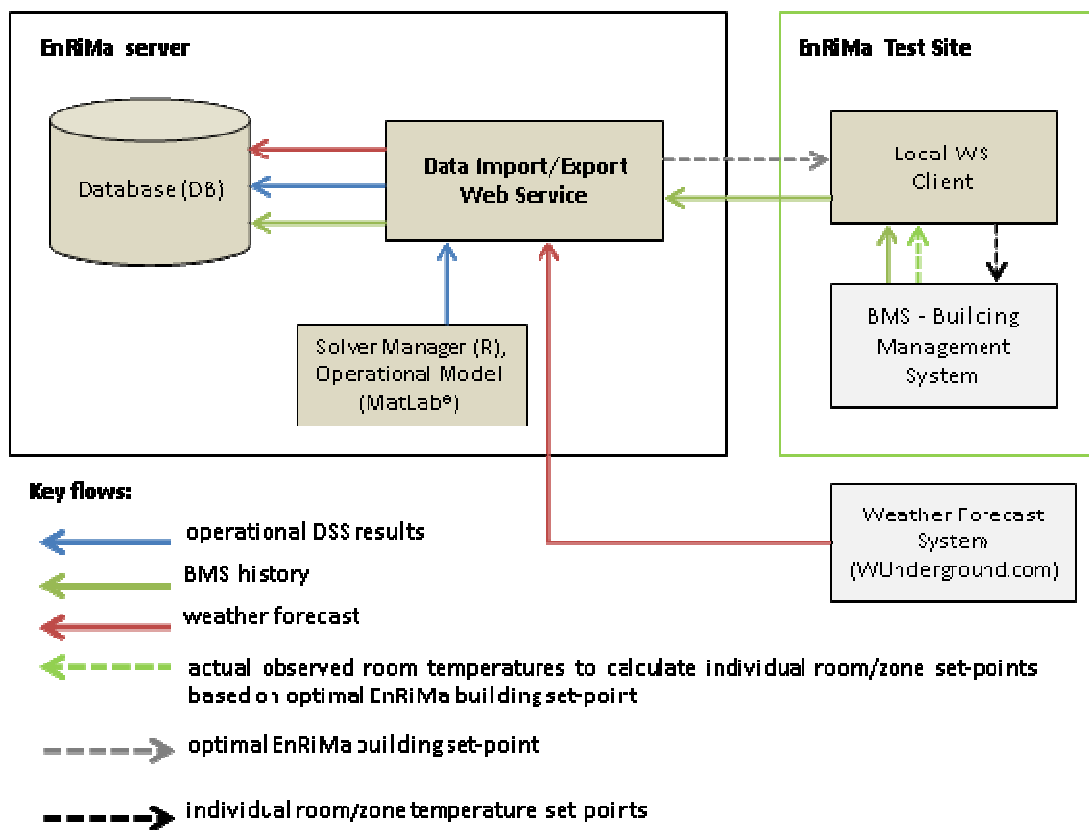 EnRiMa server
EnRiMa Test Site
Database (DB)
Data Import/Export
Web Service
Local WS
Client
Solver Manager (R),
Operational Model
(MatLab®)
BMS - Building
Management
System
Key flows:
Weather Forecast
System
(WUnderground.com)
operational DSS results
BMS history
weather forecast
actual observed room temperatures to calculate individual room/zone set-points
based on optimal EnRiMa building set-point
optimal EnRiMa building set-point
individual room/zone temperature set points